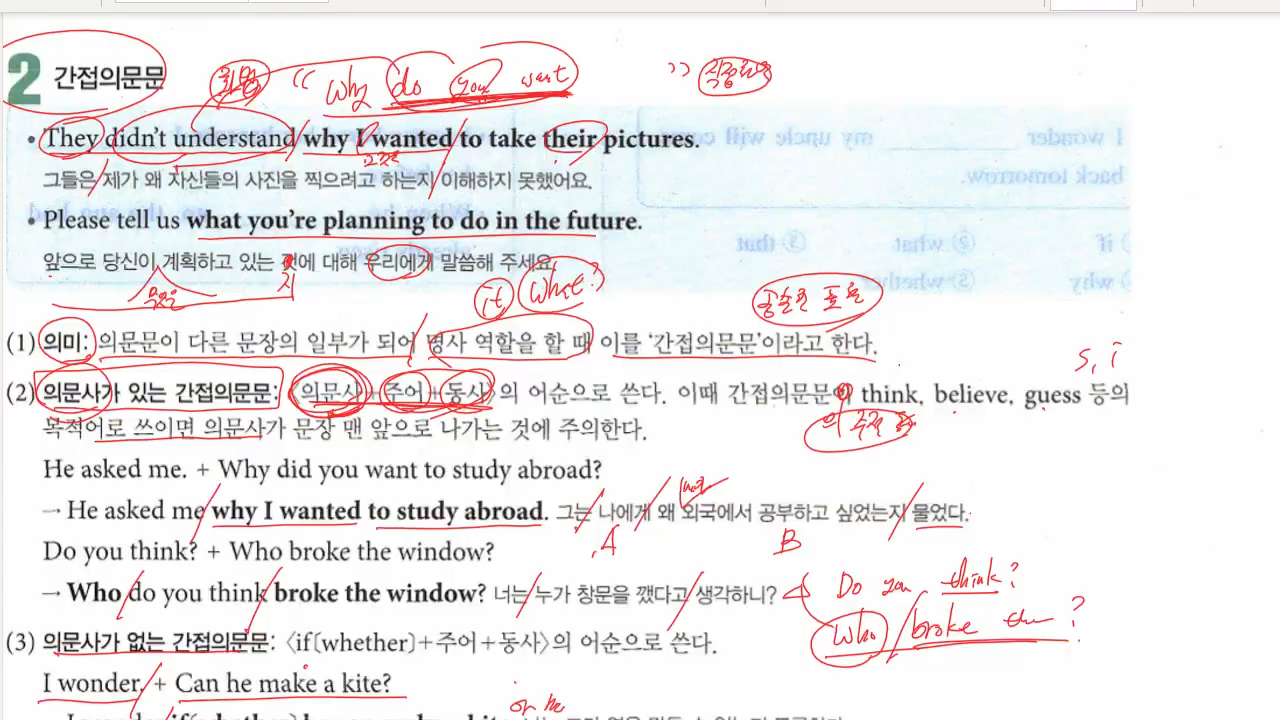 2 간접의문문
why do you want
• They didn't understand why I wanted to take their pictures.
그들은 제가 왜 자신들의 사진을 찍으려고 하는지 이해하지 못했어요.
• Please tell us what you're planning to do in the future.
앞으로 당신이 계획하고 있는 것에 대해 우리에게 말씀해 주세요.
it what?
(1) 의미: 의문문이 다른 문장의 일부가 되어 명사 역할을 할 때 이를 '간접의문문'이라고 한다.
(2) 의문사가 있는 간접의문문: 〈의문사+주어+동사〉의 어순으로 쓴다. 이때 간접의문문이 think, believe, guess 등의
목적어로 쓰이면 의문사가 문장 맨 앞으로 나가는 것에 주의한다.
He asked me. + Why did you want to study abroad?
→ He asked me why I wanted to study abroad. 그는 나에게 왜 외국에서 공부하고 싶었는지 물었다.
A B
Do you think? + Who broke the window?
Do you think?
→ Who do you think broke the window? 너는 누가 창문을 깼다고 생각하니?
Who broke the ?
(3) 의문사가 없는 간접의문문: 〈if[whether]+주어+동사〉의 어순으로 쓴다.
I wonder. + Can he make a kite?
I wonder
my uncle will come
back tomorrow.
① if ② what ③ that
④ why ⑤ whether